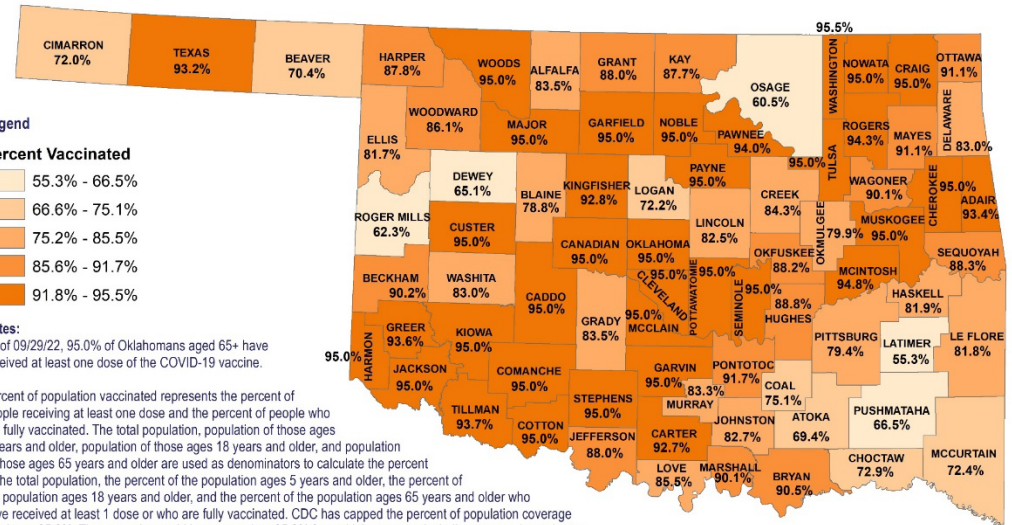 95.5%
CIMARRON
72.0%
TEXAS
93.2%
BEAVER
70.4%
HARPER
87.8%
WOODS
95.0%
ALFALFA
83.5%
GRANT
88.0%
KAY
87.7%
OSAGE
60.5%
WASHINGTON
NOWATA
95.0%
CRAIG
95.0%
OTTAWA
91.1%
egend
ercent Vaccinated
55.3% - 66.5%
66.6% - 75.1%
75.2% - 85.5%
85.6% - 91.7%
91.8% - 95.5%
WOODWARD
86.1%
ELLIS
81.7%
MAJOR
95.0%
GARFIELD
95.0%
NOBLE
95.0%
PAWNEE
94.0%
95.0%
TULSA
ROGERS
94.3%
MAYES
91.1%
DELAWARE
83.0%
DEWEY
65.1%
ROGER MILLS
62.3%
CUSTER
95.0%
BLAINE
78.8%
KINGFISHER
92.8%
LOGAN
72.2%
PAYNE
95.0%
LINCOLN
82.5%
CREEK
84.3%
OKMULGEE
79.9%
WAGONER
90.1%
MUSKOGEE
95.0%
CHEROKEE
95.0%
ADAIR
93.4%
BECKHAM
90.2%
WASHITA
83.0%
CANADIAN
95.0%
OKLAHOMA
95.0%
95.0%
CLEVELAND
POTTAWATOMIE
95.0%
SEMINOLE
95.0%
OKFUSKEE
88.2%
MCINTOSH
94.8%
SEQUOYAH
88.3%
CADDO
95.0%
GRADY
83.5%
95.0%
MCCLAIN
88.8%
HUGHES
PITTSBURG
79.4%
HASKELL
81.9%
LATIMER
55.3%
LE FLORE
81.8%
95.0%
HARMON
GREER
93.6%
KIOWA
95.0%
JACKSON
95.0%
COMANCHE
95.0%
TILLMAN
93.7%
COTTON
95.0%
STEPHENS
95.0%
JEFFERSON
88.0%
GARVIN
95.0%
83.3%
MURRAY
PONTOTOC
91.7%
COAL
75.1%
CARTER
92.7%
JOHNSTON
82.7%
ATOKA
69.4%
PUSHMATAHA
66.5%
LOVE
85.5%
MARSHALL
90.1%
BRYAN
90.5%
CHOCTAW
72.9%
MCCURTAIN
72.4%
tes:
of 09/29/22, 95.0% of Oklahomans aged 65+ have
eived at least one dose of the COVID-19 vaccine.
rcent of population vaccinated represents the percent of
ople receiving at least one dose and the percent of people who
fully vaccinated. The total population, population of those ages
years and older, population of those ages 18 years and older, and population
hose ages 65 years and older are used as denominators to calculate the percent
he total population, the percent of the population ages 5 years and older, the percent of
population ages 18 years and older, and the percent of the population ages 65 years and older who
ve received at least 1 dose or who are fully vaccinated. CDC has capped the percent of population coverage